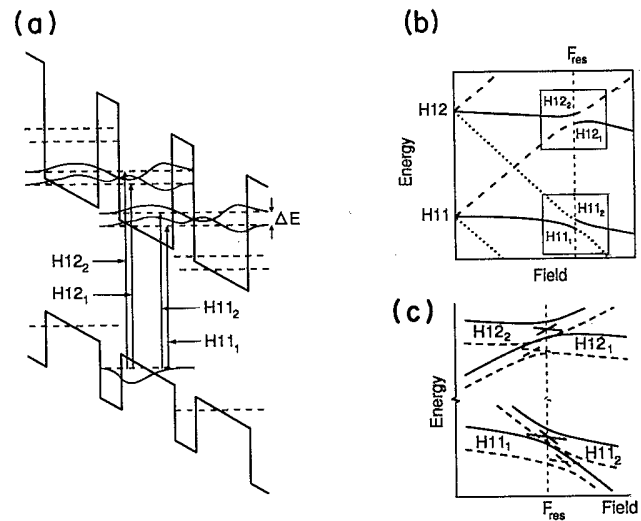 (a)
ΔE
H12₂
H12₁
H11₂
H11₁
(b)
F_res
H12
H12₂
H12₁
Energy
H11
H11₂
H11₁
Field
(c)
H12₂
H12₁
Energy
H11₁
H11₂
F_res
Field